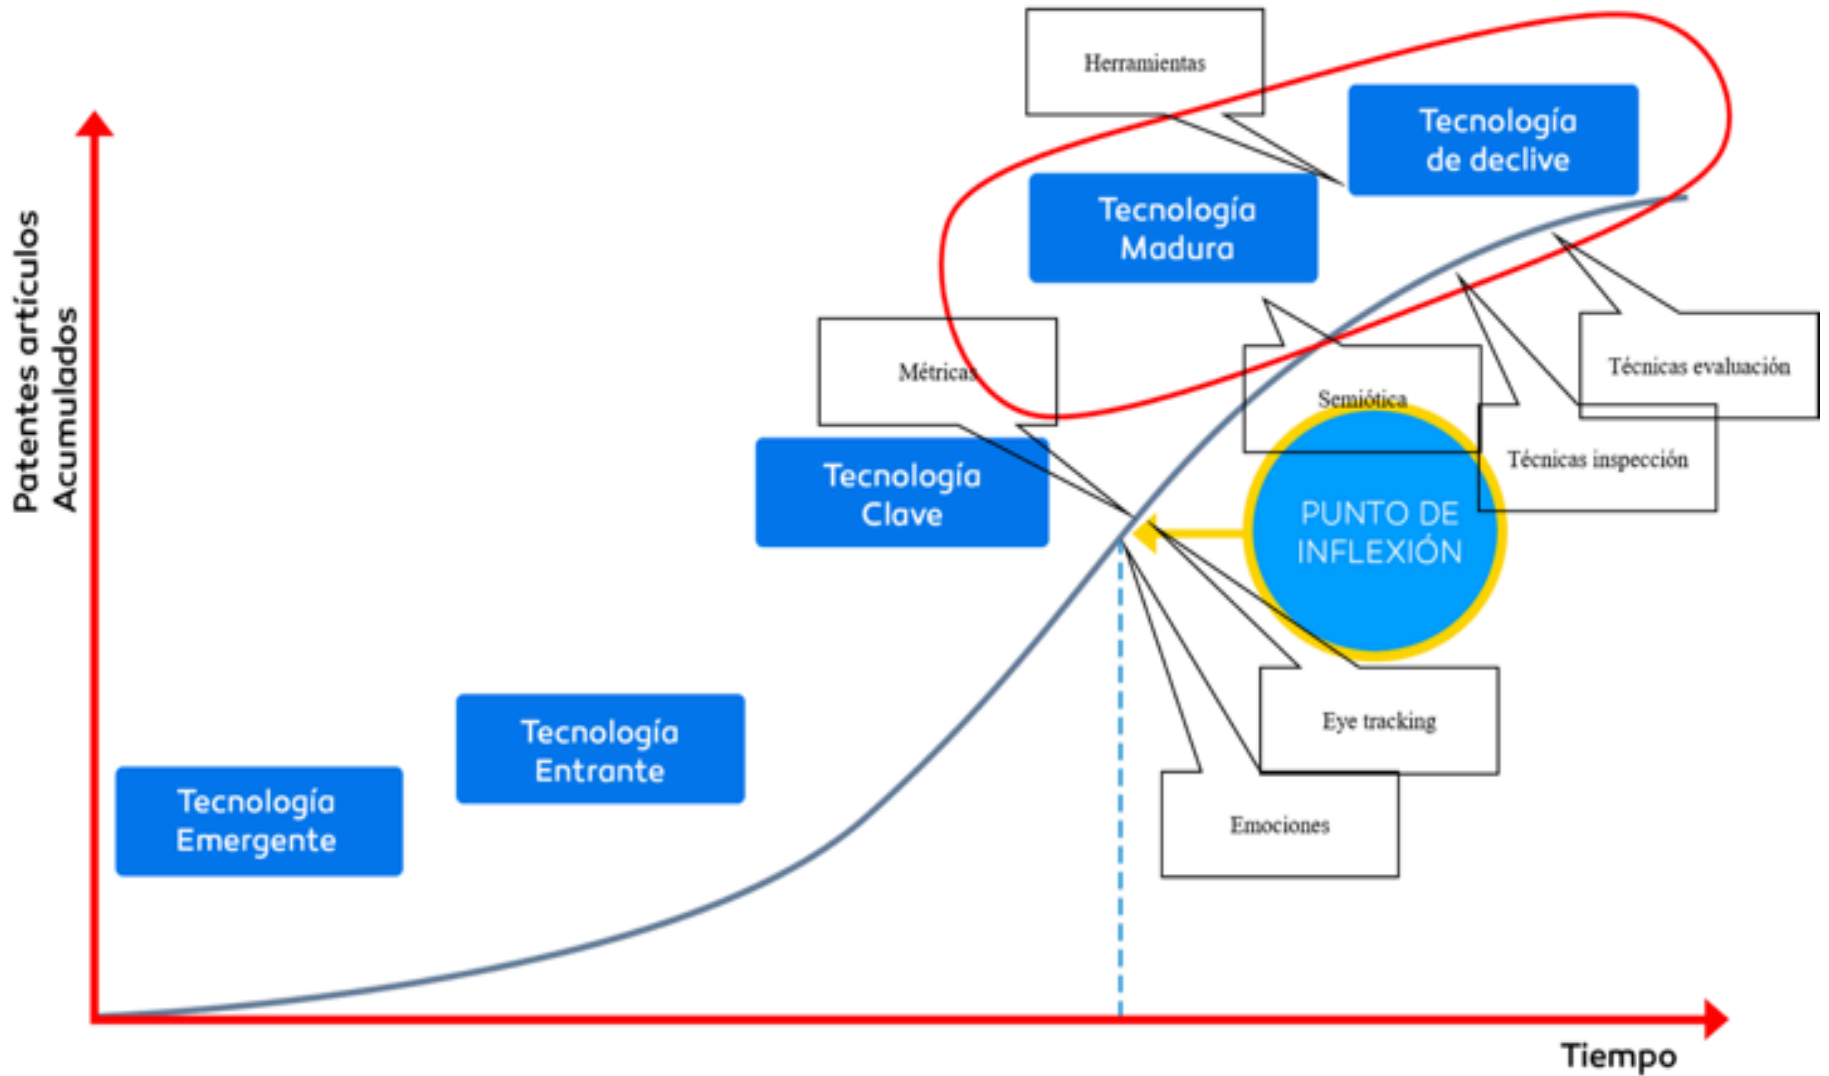 Herramientas
Tecnología
de declive
Tecnología
Madura
Patentes artículos
Acumulados
Métricas
Semiótica
Técnicas evaluación
Técnicas inspección
Tecnología
Clave
PUNTO DE
INFLEXIÓN
Eye tracking
Tecnología
Entrante
Tecnología
Emergente
Emociones
Tiempo